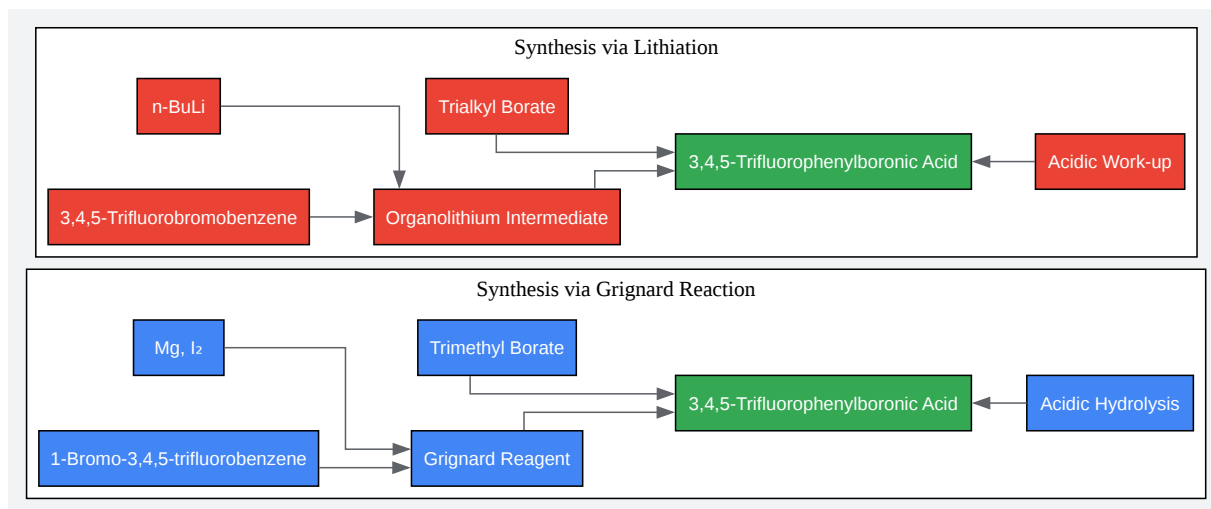 Synthesis via Lithiation
n-BuLi
Trialkyl Borate
3,4,5-Trifluorophenylboronic Acid
Acidic Work-up
3,4,5-Trifluorobromobenzene
Organolithium Intermediate
Synthesis via Grignard Reaction
Mg, I₂
Trimethyl Borate
3,4,5-Trifluorophenylboronic Acid
Acidic Hydrolysis
1-Bromo-3,4,5-trifluorobenzene
Grignard Reagent